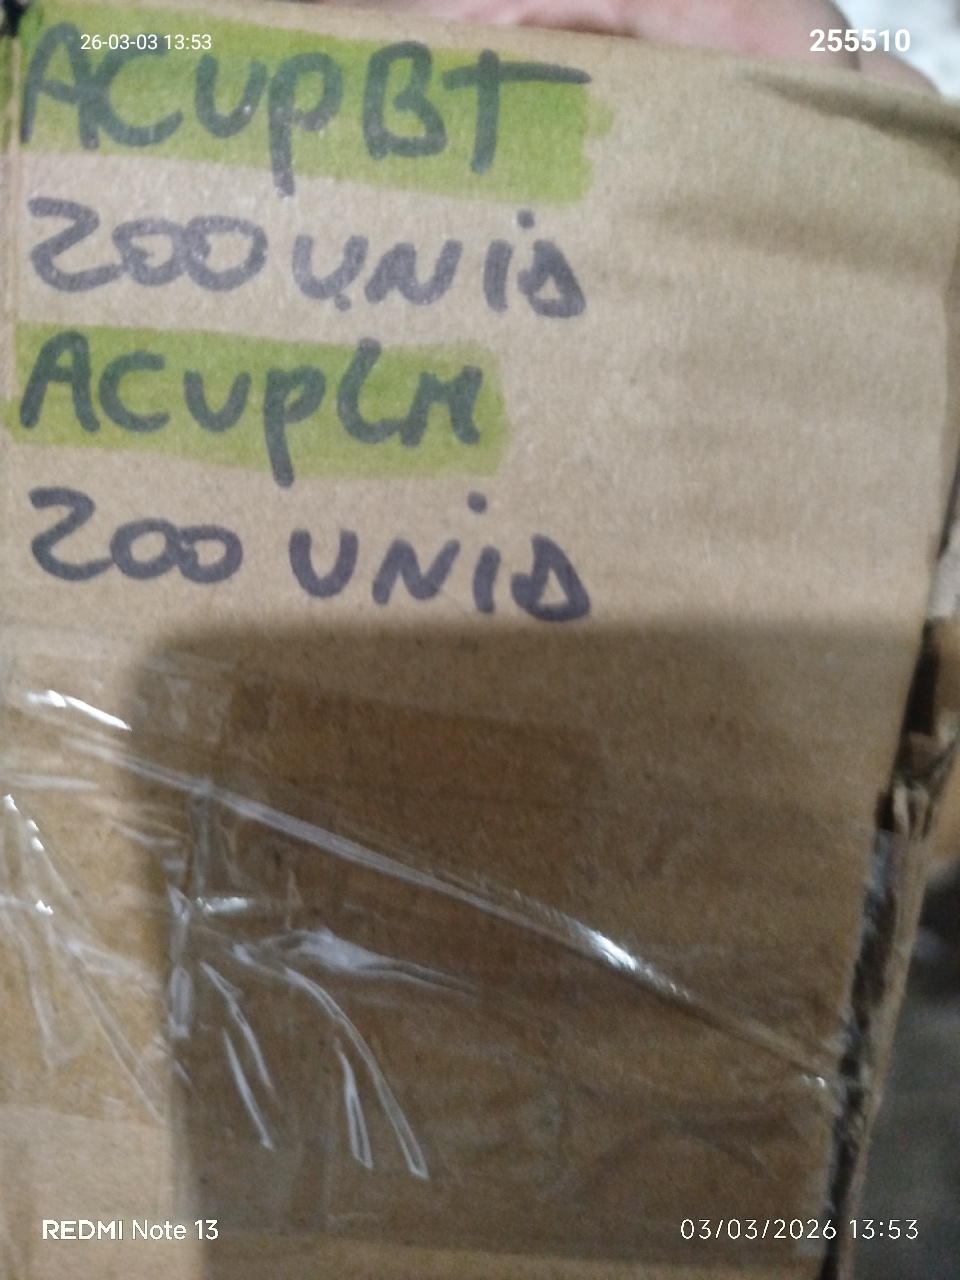 26-03-03 13:53
255510
ACupBT
200 UNiD
ACupLM
200 UNiD
REDMI Note 13
03/03/2026 13:53